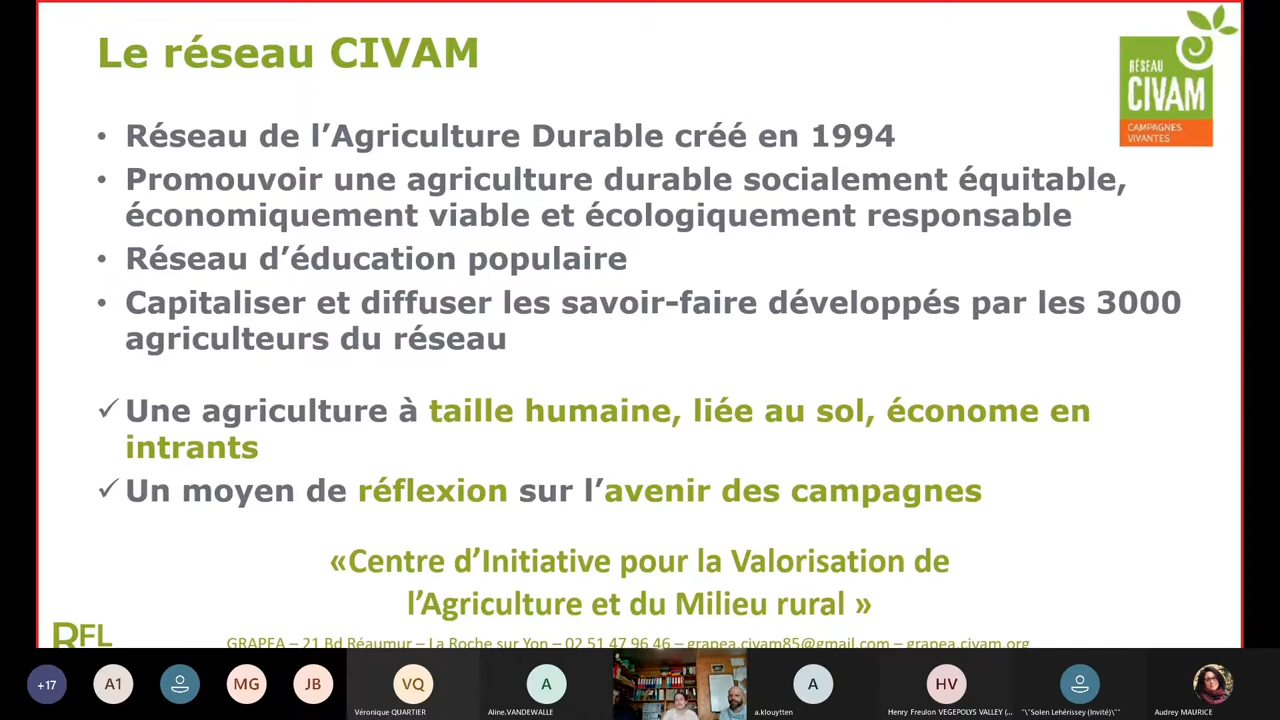 Le réseau CIVAM
RÉSEAU
CIVAM
CAMPAGNES
VIVANTES
• Réseau de l’Agriculture Durable créé en 1994
• Promouvoir une agriculture durable socialement équitable,
économiquement viable et écologiquement responsable
• Réseau d’éducation populaire
• Capitaliser et diffuser les savoir-faire développés par les 3000
agriculteurs du réseau
✓ Une agriculture à taille humaine, liée au sol, économe en
intrants
✓ Un moyen de réflexion sur l’avenir des campagnes
«Centre d’Initiative pour la Valorisation de
l’Agriculture et du Milieu rural »
RFL
GRAPEA – 21 Bd Réaumur – La Roche sur Yon – 02 51 47 96 46 – grapea.civam85@gmail.com – grapea.civam.org
+17
A1
MG
JB
VQ
A
A
HV
Véronique QUARTIER
Aline.VANDEWALLE
a.klouytten
Henry Freulon VEGEPOLYS VALLEY (...
"\"Solen Lehérissey (Invité)\""
Audrey MAURICE